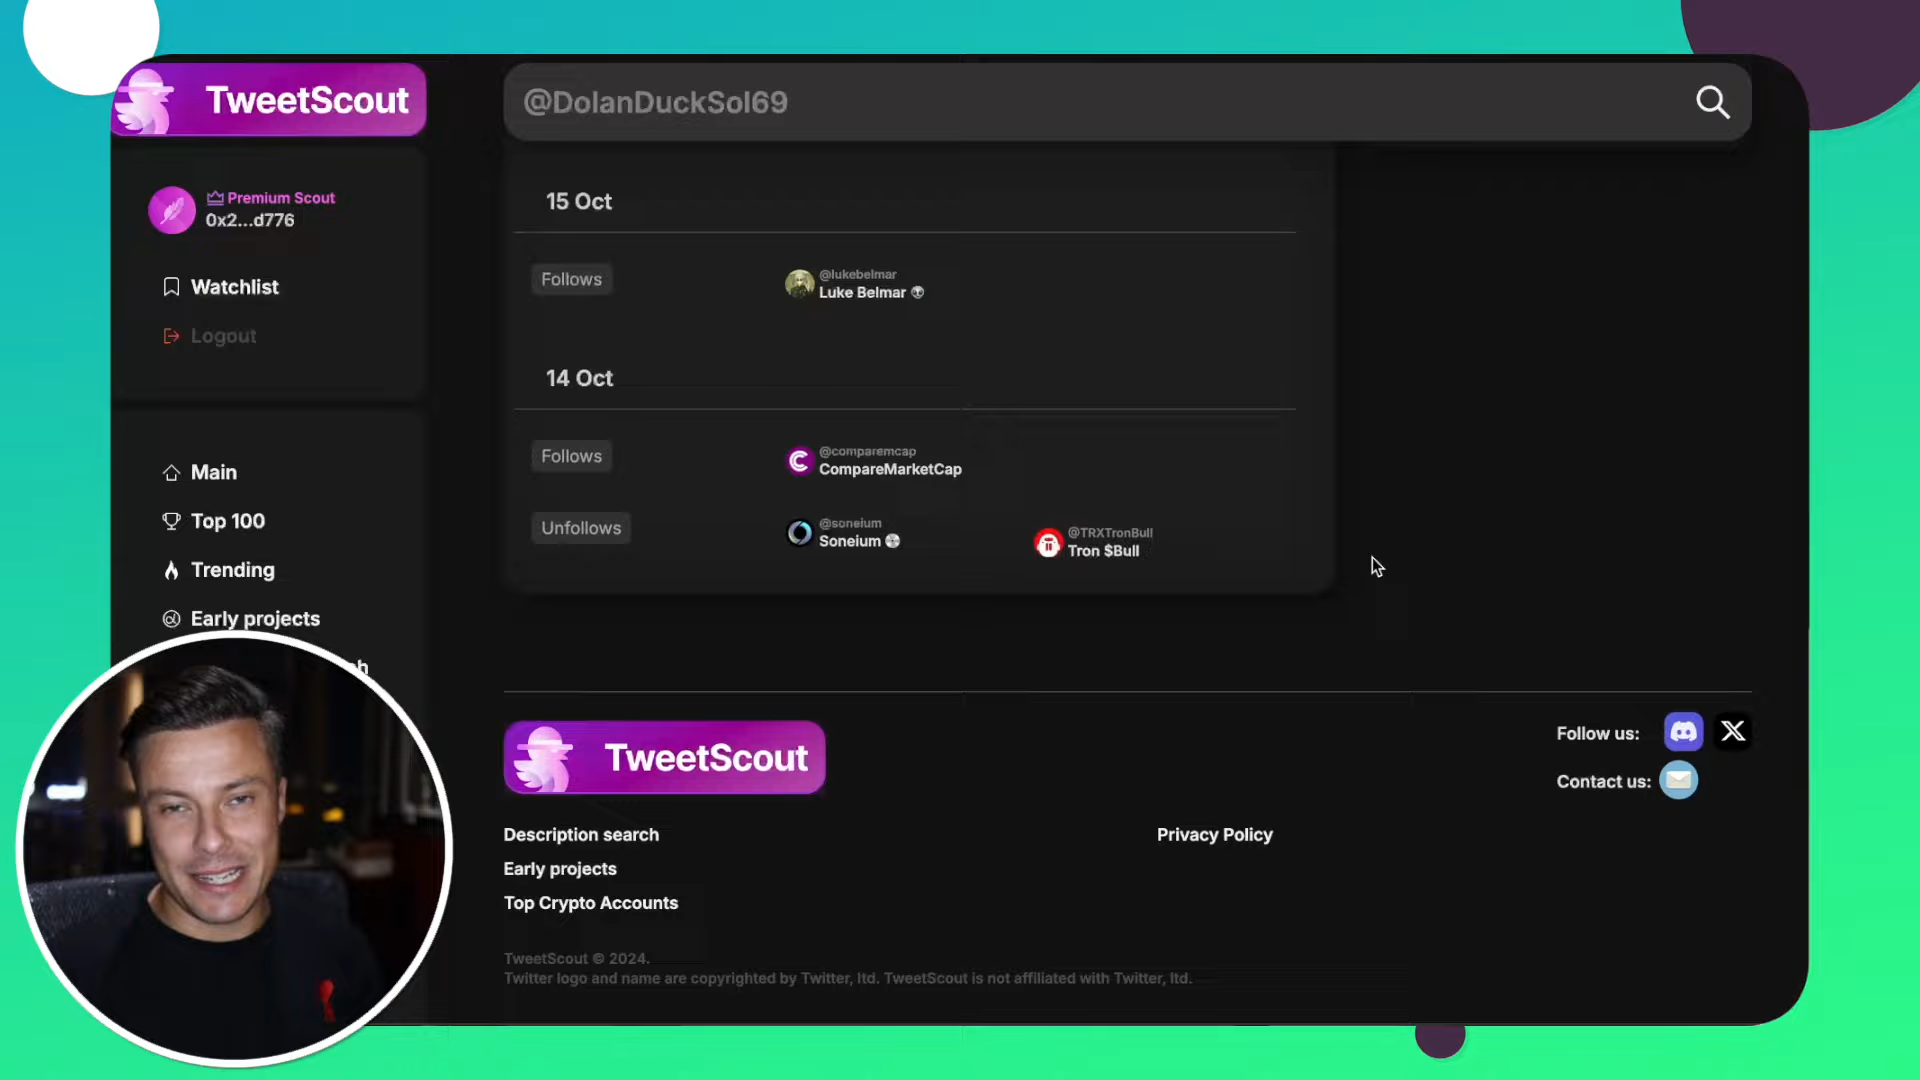 TweetScout
@DolanDuckSol69
Premium Scout
0x2...d776
Watchlist
Logout
Main
Top 100
Trending
Early projects
15 Oct
Follows
@lukebelmar
Luke Belmar
14 Oct
Follows
@comparemcap
CompareMarketCap
Unfollows
@soneium
Soneium
@TRXTronBull
Tron $Bull
TweetScout
Follow us:
Contact us:
Description search
Privacy Policy
Early projects
Top Crypto Accounts
TweetScout © 2024.
Twitter logo and name are copyrighted by Twitter, ltd. TweetScout is not affiliated with Twitter, ltd.